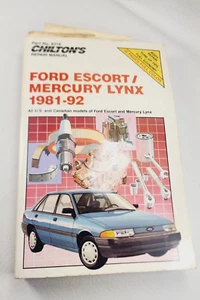 CHILTON'S
REPAIR MANUAL
FORD ESCORT/
MERCURY LYNX
1981-92
All U.S. and Canadian models of Ford Escort and Mercury Lynx